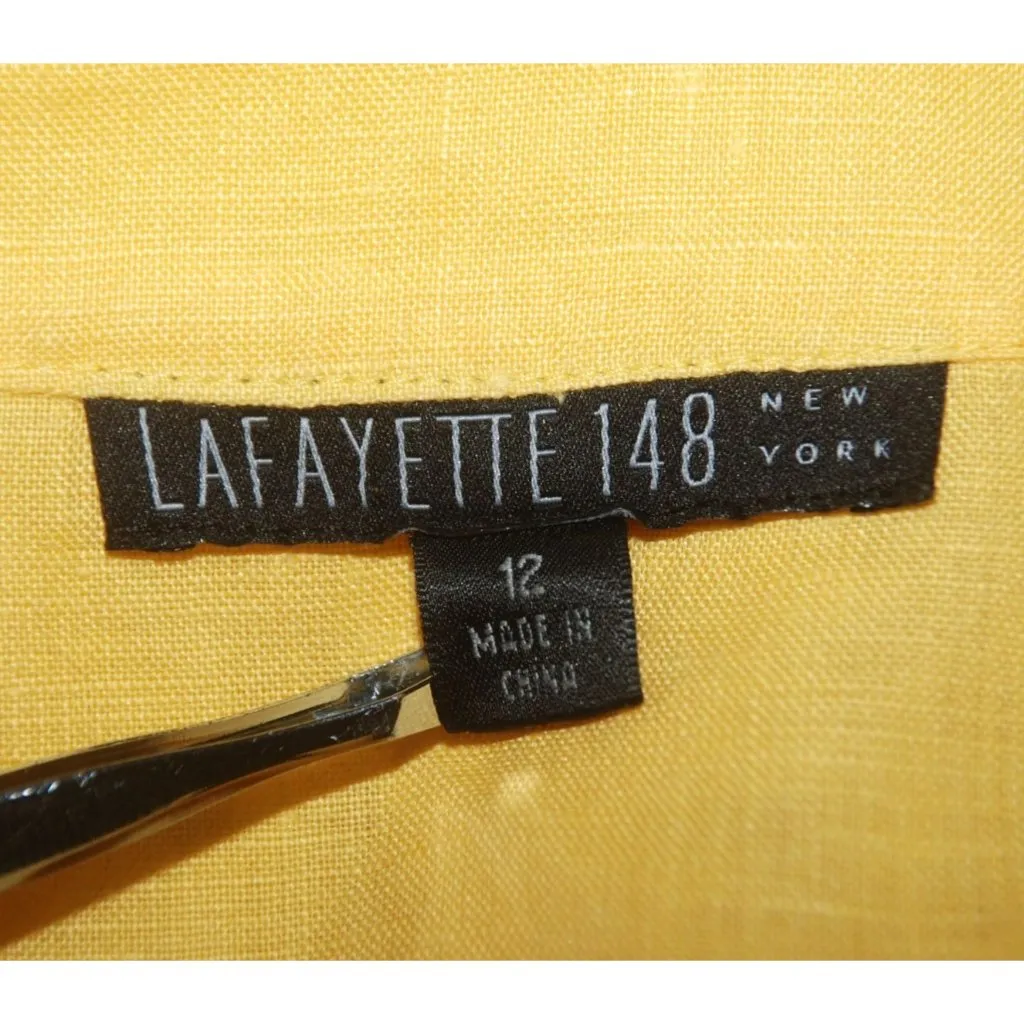 LAFAYETTE 148 NEW YORK
12
MADE IN
CHINA